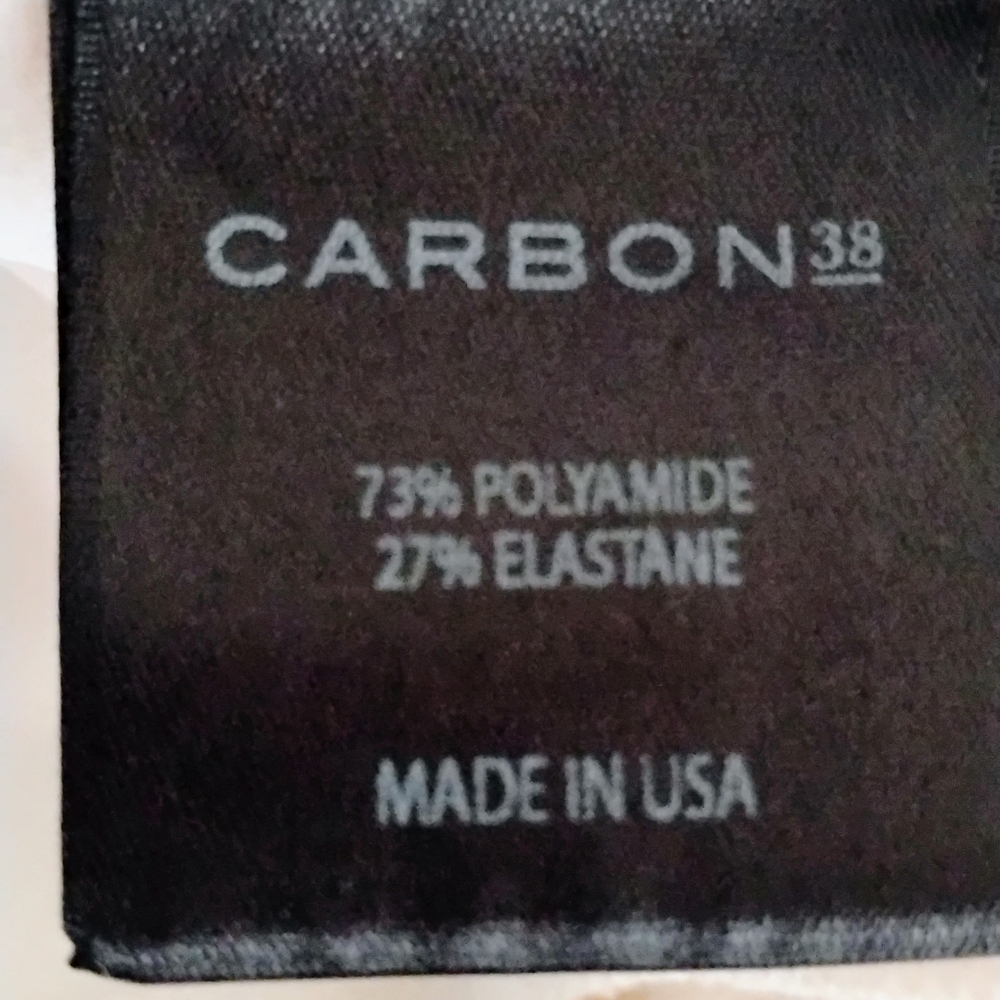 CARBON38
73% POLYAMIDE
27% ELASTANE
MADE IN USA